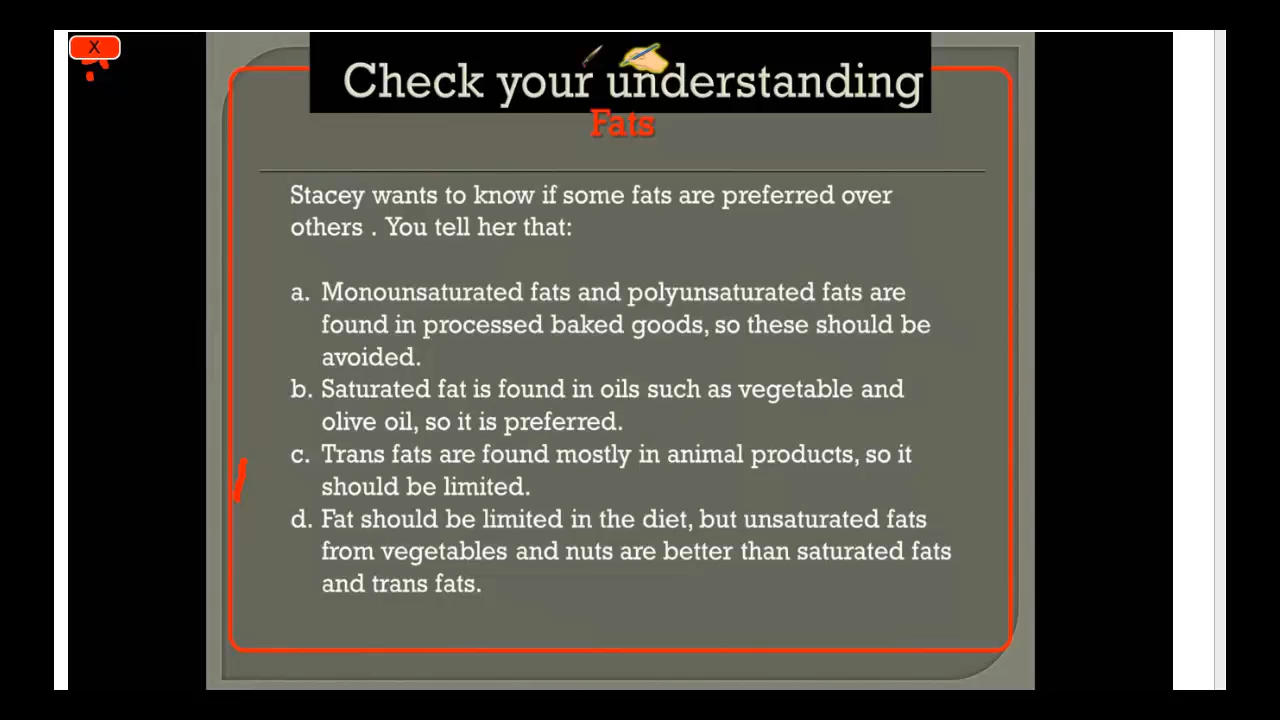 X
Check your understanding
Fats
Stacey wants to know if some fats are preferred over
others . You tell her that:
a. Monounsaturated fats and polyunsaturated fats are
found in processed baked goods, so these should be
avoided.
b. Saturated fat is found in oils such as vegetable and
olive oil, so it is preferred.
c. Trans fats are found mostly in animal products, so it
should be limited.
d. Fat should be limited in the diet, but unsaturated fats
from vegetables and nuts are better than saturated fats
and trans fats.